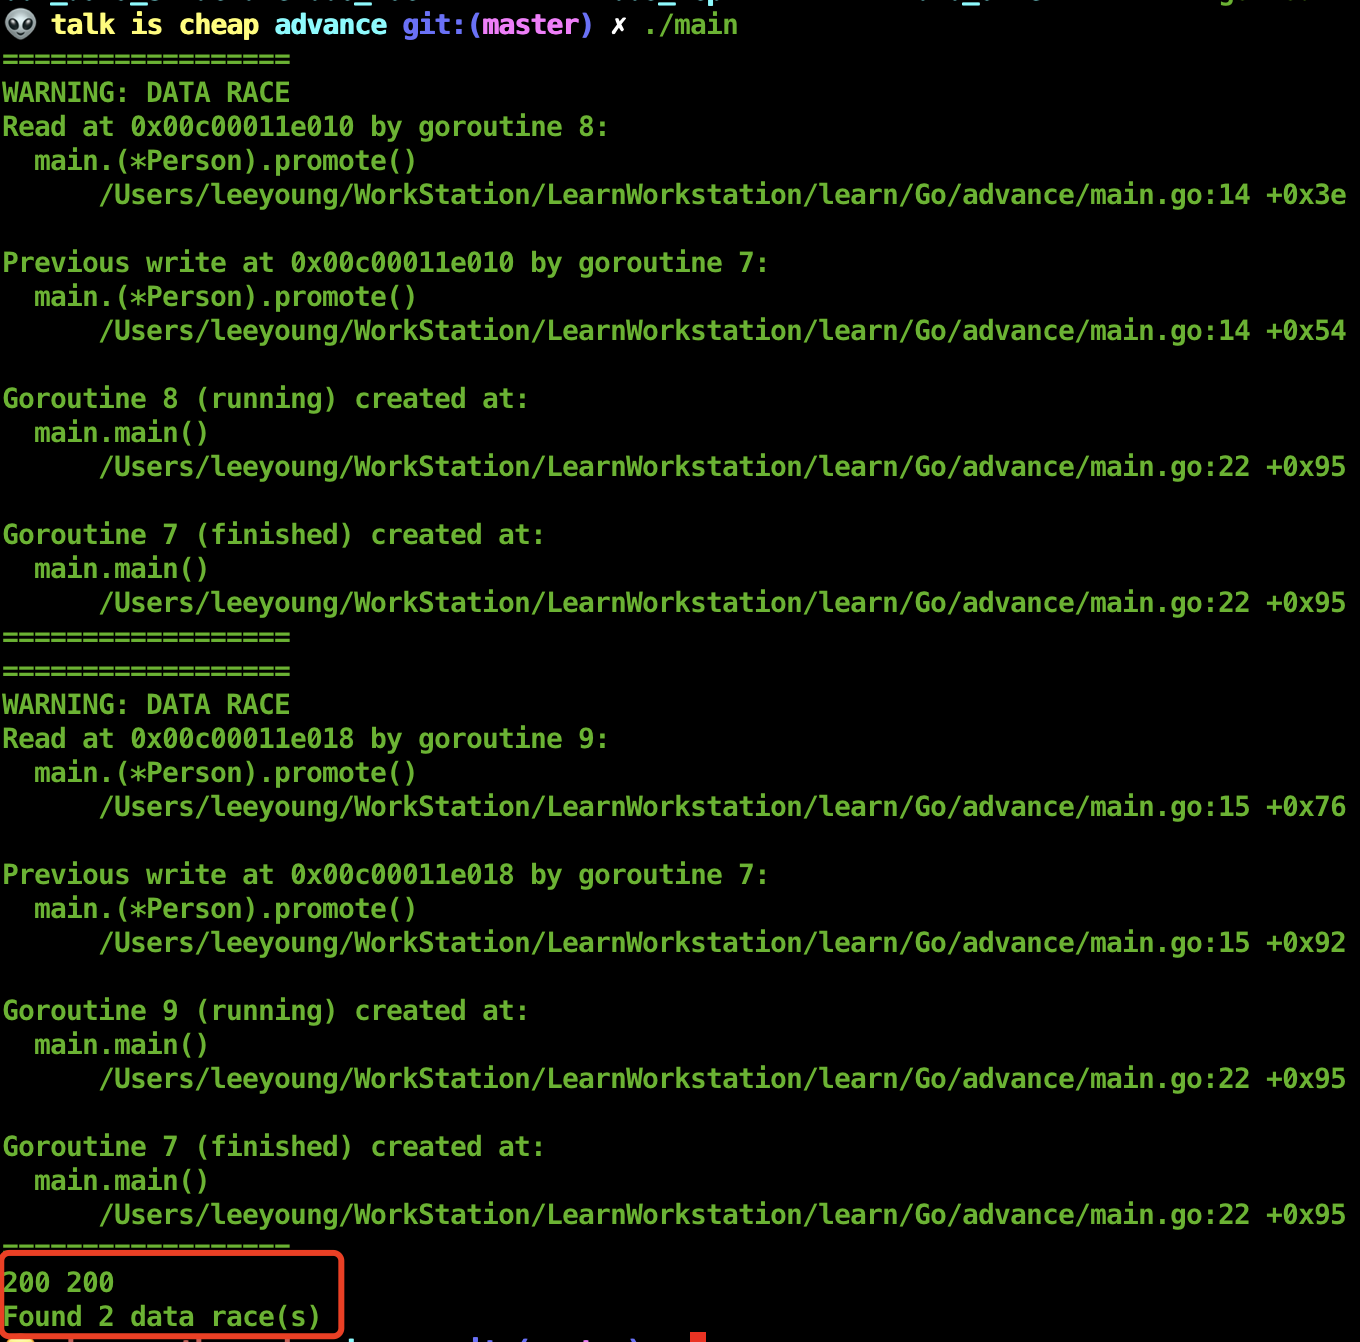 talk is cheap advance git:(master) ✗ ./main
==================
WARNING: DATA RACE
Read at 0x00c00011e010 by goroutine 8:
  main.(*Person).promote()
      /Users/leeyoung/WorkStation/LearnWorkstation/learn/Go/advance/main.go:14 +0x3e

Previous write at 0x00c00011e010 by goroutine 7:
  main.(*Person).promote()
      /Users/leeyoung/WorkStation/LearnWorkstation/learn/Go/advance/main.go:14 +0x54

Goroutine 8 (running) created at:
  main.main()
      /Users/leeyoung/WorkStation/LearnWorkstation/learn/Go/advance/main.go:22 +0x95

Goroutine 7 (finished) created at:
  main.main()
      /Users/leeyoung/WorkStation/LearnWorkstation/learn/Go/advance/main.go:22 +0x95
==================
==================
WARNING: DATA RACE
Read at 0x00c00011e018 by goroutine 9:
  main.(*Person).promote()
      /Users/leeyoung/WorkStation/LearnWorkstation/learn/Go/advance/main.go:15 +0x76

Previous write at 0x00c00011e018 by goroutine 7:
  main.(*Person).promote()
      /Users/leeyoung/WorkStation/LearnWorkstation/learn/Go/advance/main.go:15 +0x92

Goroutine 9 (running) created at:
  main.main()
      /Users/leeyoung/WorkStation/LearnWorkstation/learn/Go/advance/main.go:22 +0x95

Goroutine 7 (finished) created at:
  main.main()
      /Users/leeyoung/WorkStation/LearnWorkstation/learn/Go/advance/main.go:22 +0x95
==================
200 200
Found 2 data race(s)